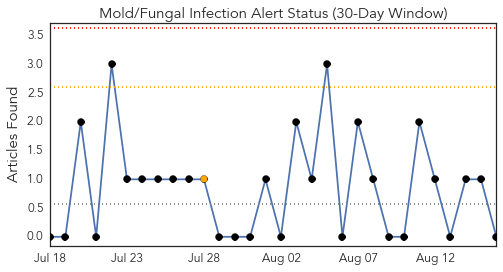 Mold/Fungal Infection Alert Status (30-Day Window)
Articles Found
3.5
3.0
2.5
2.0
1.5
1.0
0.5
0.0
Jul 18
Jul 23
Jul 28
Aug 02
Aug 07
Aug 12